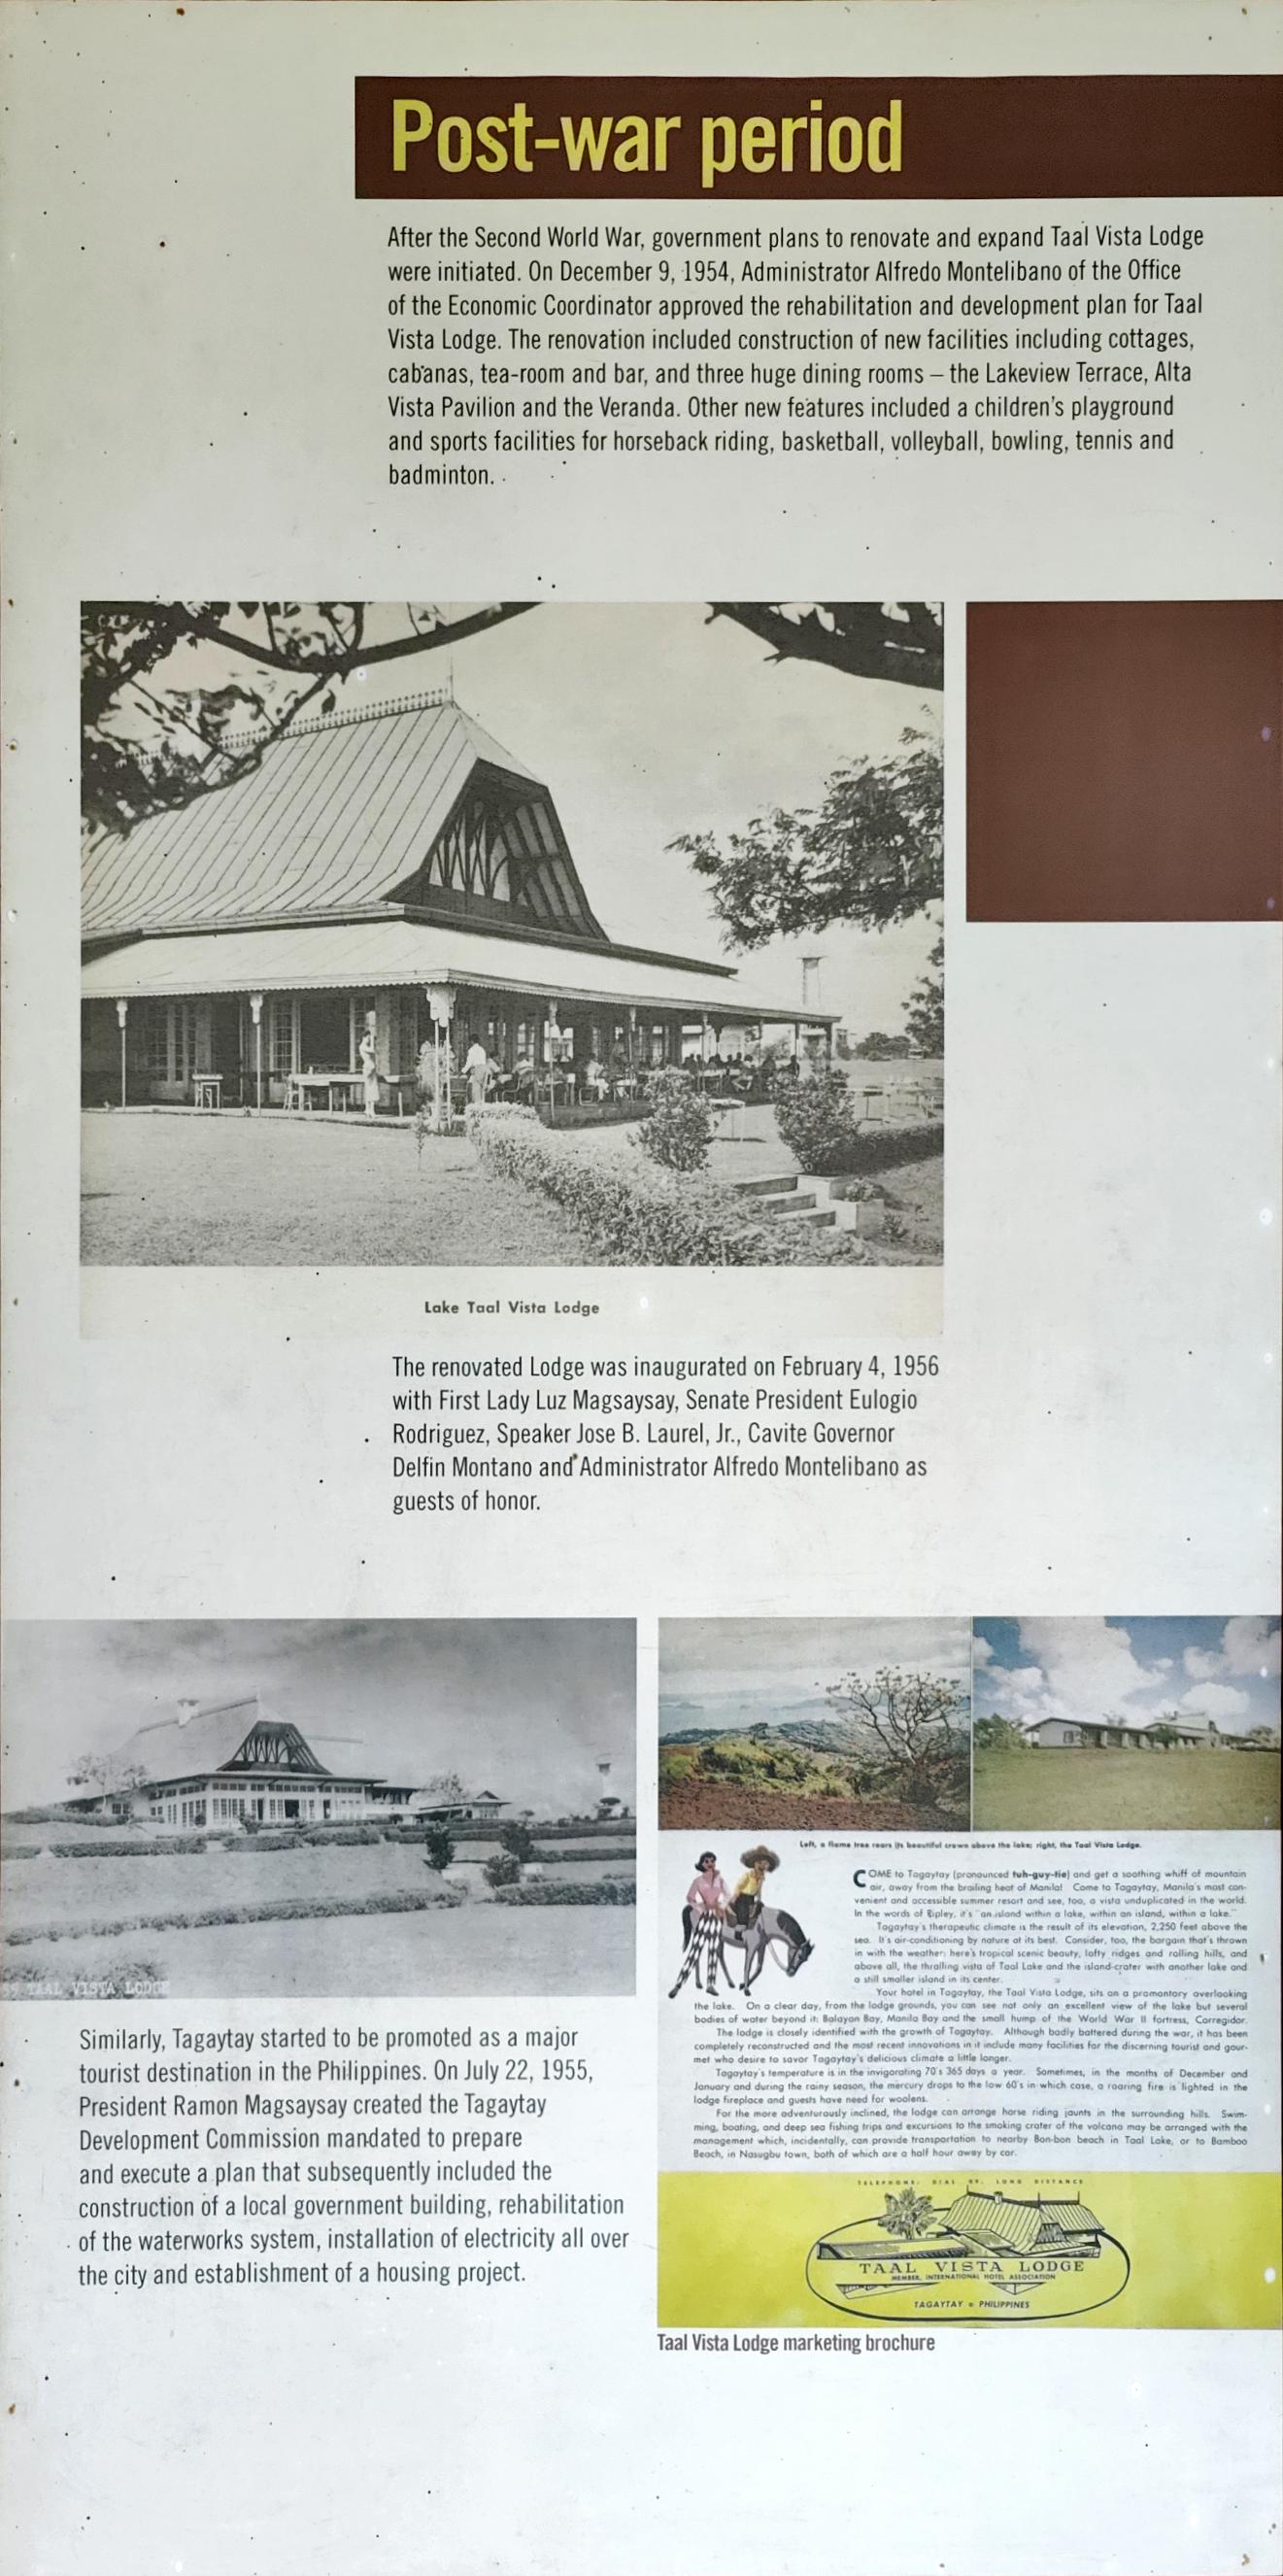 Post-war period
After the Second World War, government plans to renovate and expand Taal Vista Lodge
were initiated. On December 9, 1954, Administrator Alfredo Montelibano of the Office
of the Economic Coordinator approved the rehabilitation and development plan for Taal
Vista Lodge. The renovation included construction of new facilities including cottages,
cabanas, tea-room and bar, and three huge dining rooms – the Lakeview Terrace, Alta
Vista Pavilion and the Veranda. Other new features included a children's playground
and sports facilities for horseback riding, basketball, volleyball, bowling, tennis and
badminton.
Lake Taal Vista Lodge
The renovated Lodge was inaugurated on February 4, 1956
with First Lady Luz Magsaysay, Senate President Eulogio
Rodriguez, Speaker Jose B. Laurel, Jr., Cavite Governor
Delfin Montano and Administrator Alfredo Montelibano as
guests of honor.
TAAL VISTA LODGE
Similarly, Tagaytay started to be promoted as a major
tourist destination in the Philippines. On July 22, 1955,
President Ramon Magsaysay created the Tagaytay
Development Commission mandated to prepare
and execute a plan that subsequently included the
construction of a local government building, rehabilitation
of the waterworks system, installation of electricity all over
the city and establishment of a housing project.
Left, a flame tree rears its beautiful crown above the lake; right, the Taal Vista Lodge.
COME to Tagaytay (pronounced tuh-guy-tie) and get a soothing whiff of mountain
air, away from the broiling heat of Manila! Come to Tagaytay, Manila's most con-
venient and accessible summer resort and see, too, a vista unduplicated in the world.
In the words of Ripley, it's "an island within a lake, within an island, within a lake."
Tagaytay's therapeutic climate is the result of its elevation, 2,250 feet above the
sea. It's air-conditioning by nature at its best. Consider, too, the bargain that's thrown
in with the weather; here's tropical scenic beauty, lofty ridges and rolling hills, and
above all, the thralling vista of Taal Lake and the island-crater with another lake and
a still smaller island in its center.
Your hotel in Tagaytay, the Taal Vista Lodge, sits on a promontory overlooking
the lake. On a clear day, from the lodge grounds, you can see not only an excellent view of the lake but several
bodies of water beyond it: Balayan Bay, Manila Bay and the small hump of the World War II fortress, Corregidor.
The lodge is closely identified with the growth of Tagaytay. Although badly battered during the war, it has been
completely reconstructed and the most recent innovations in it include many facilities for the discerning tourist and gour-
met who desire to savor Tagaytay's delicious climate a little longer.
Tagaytay's temperature is in the invigorating 70's 365 days a year. Sometimes, in the months of December and
January and during the rainy season, the mercury drops to the low 60's in which case, a roaring fire is lighted in the
lodge fireplace and guests have need for woolens.
For the more adventurously inclined, the lodge can arrange horse riding jaunts in the surrounding hills. Swim-
ming, boating, and deep sea fishing trips and excursions to the smoking crater of the volcano may be arranged with the
management which, incidentally, can provide transportation to nearby Bon-bon beach in Taal Lake, or to Bamboo
Beach, in Nasugbu town, both of which are a half hour away by car.
TELEPHONE: DIAL LONG DISTANCE
TAAL VISTA LODGE
MEMBER, INTERNATIONAL HOTEL ASSOCIATION
TAGAYTAY PHILIPPINES
Taal Vista Lodge marketing brochure